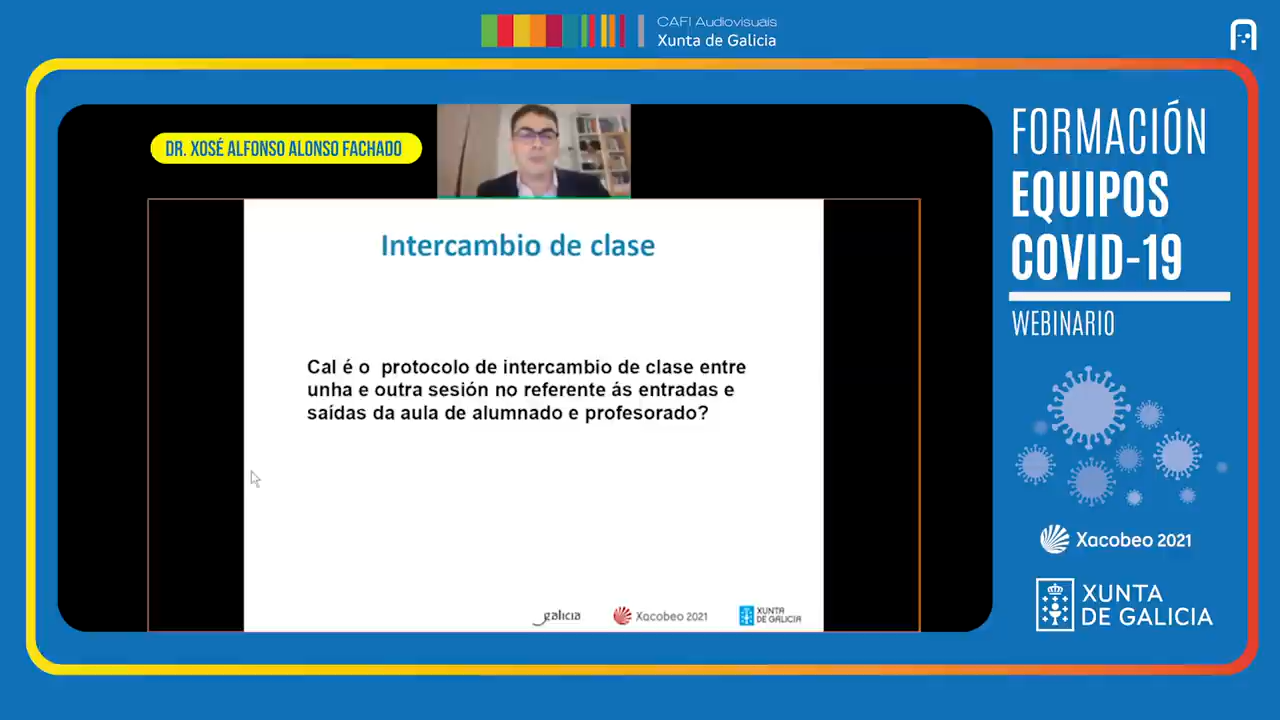 CAFI Audiovisuais
Xunta de Galicia
DR. XOSÉ ALFONSO ALONSO FACHADO
Intercambio de clase
Cal é o  protocolo de intercambio de clase entre
unha e outra sesión no referente ás entradas e
saídas da aula de alumnado e profesorado?
galicia
Xacobeo 2021
XUNTA
DE GALICIA
FORMACIÓN
EQUIPOS
COVID-19
WEBINARIO
Xacobeo 2021
XUNTA
DE GALICIA